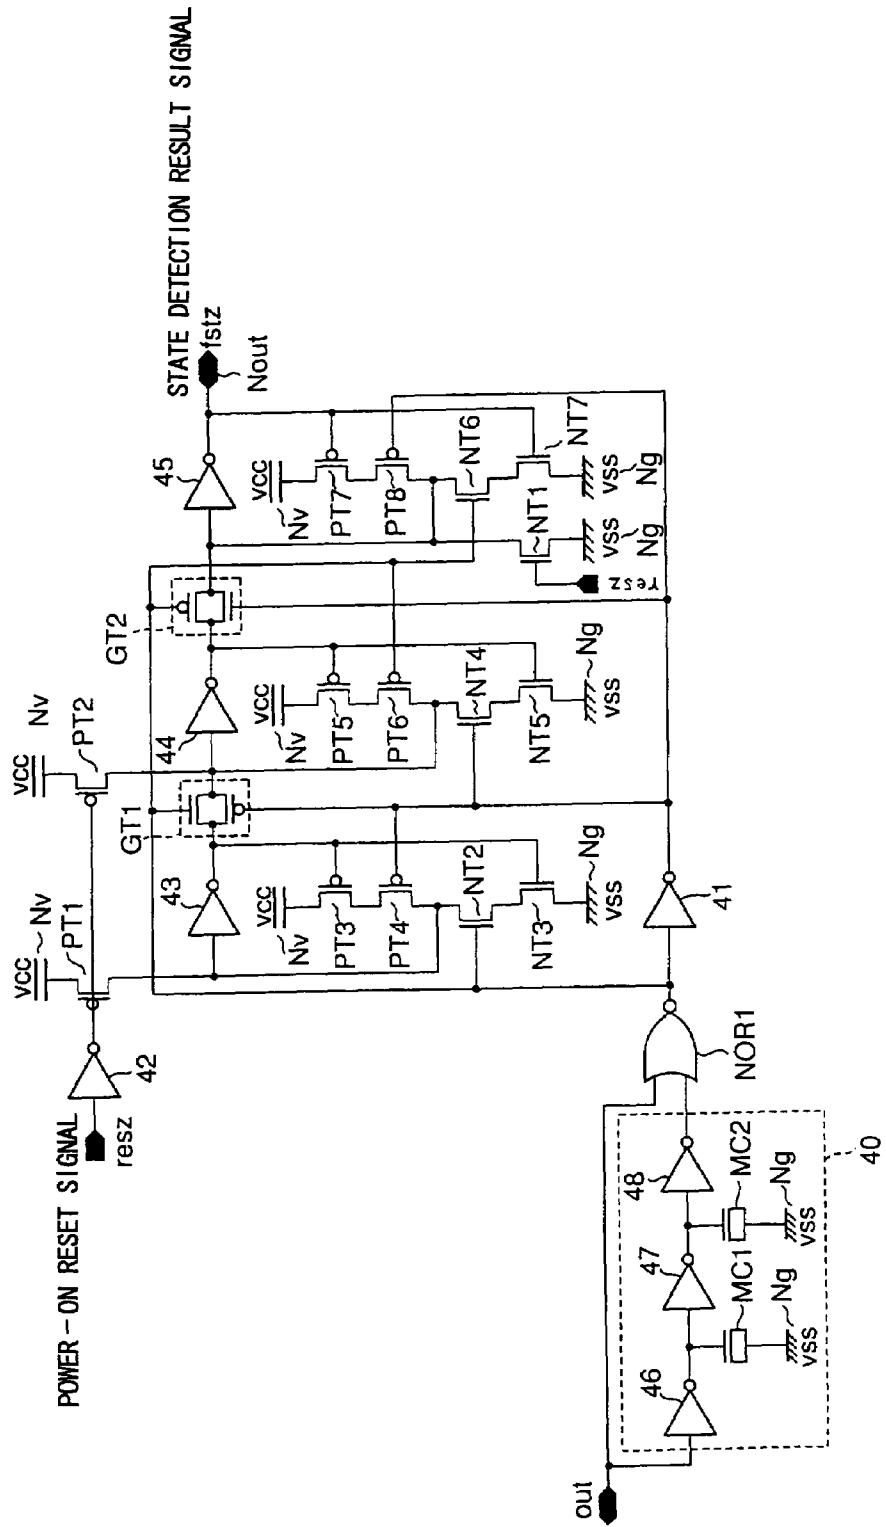 POWER-ON RESET SIGNAL
resz
42
VCC
Nv
PT1
VCC
Nv
PT2
STATE DETECTION RESULT SIGNAL
fstz
Nout
43
GT1
44
GT2
45
VCC
Nv
PT3
PT4
NT2
NT3
VSS
Ng
VCC
Nv
PT5
PT6
NT4
NT5
VSS
Ng
VCC
Nv
PT7
PT8
NT6
NT1
NT7
resz
VSS
Ng
VSS
Ng
41
NOR1
out
46
47
48
MC1
Ng
VSS
MC2
Ng
VSS
40